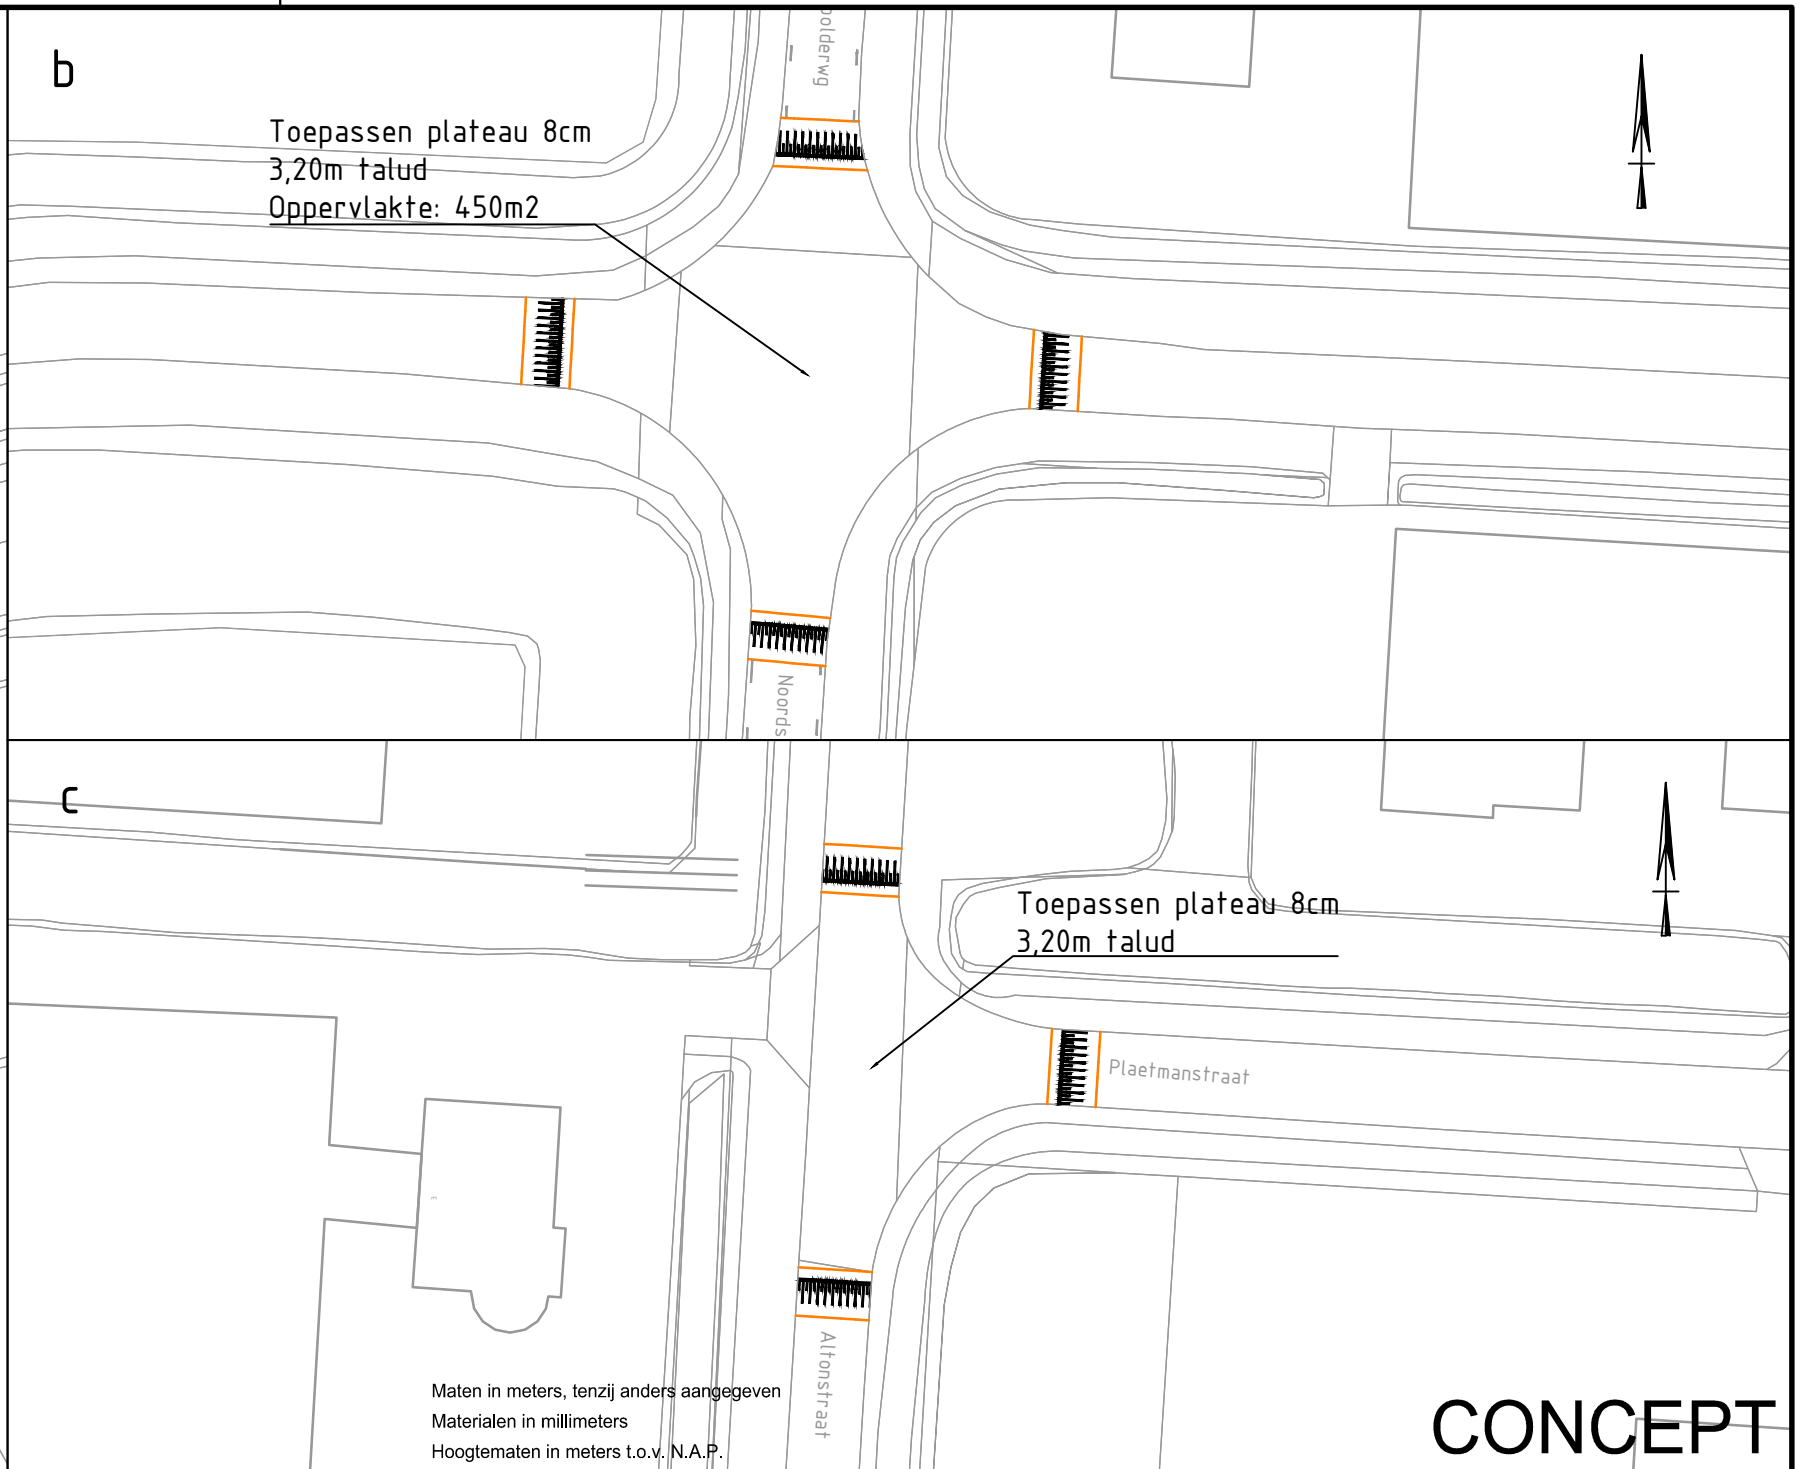 b
Toepassen plateau 8cm
3,20m talud
Oppervlakte: 450m2
olderwg
Noords
c
Toepassen plateau 8cm
3,20m talud
Plaetmanstraat
Altonstraat
Maten in meters, tenzij anders aangegeven
Materialen in millimeters
Hoogtematen in meters t.o.v. N.A.P.
CONCEPT